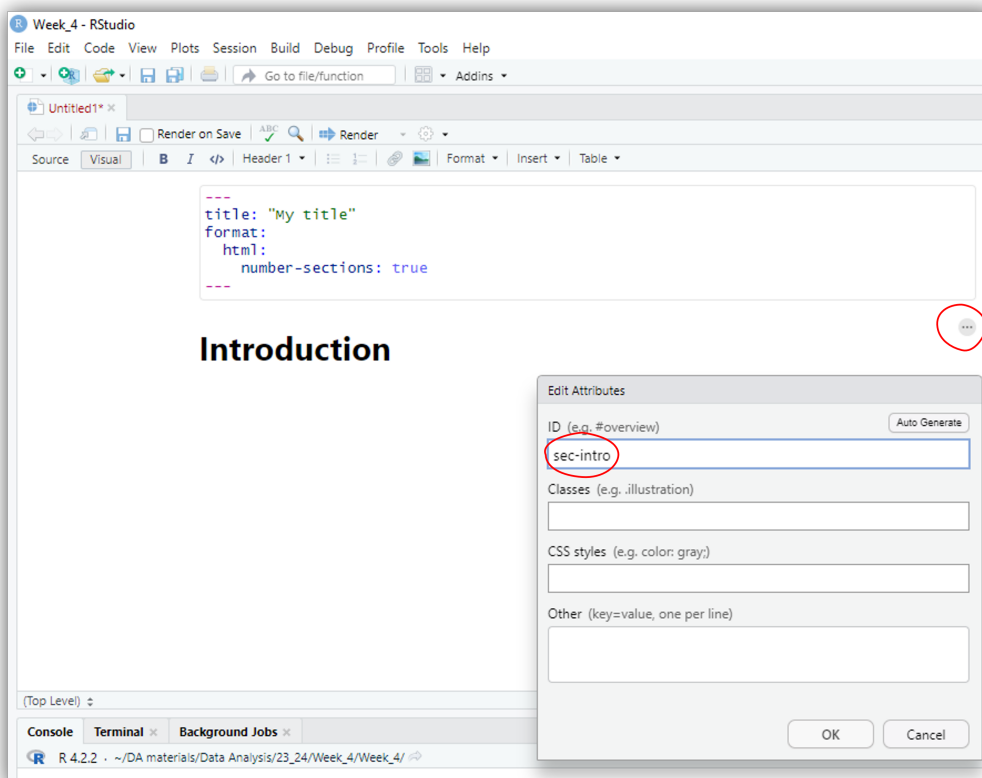 Week_4 - RStudio
File Edit Code View Plots Session Build Debug Profile Tools Help
Go to file/function Addins
Untitled1*
Render on Save ABC Render
Source Visual B I </> Header 1 Format Insert Table
---
title: "My title"
format:
  html:
    number-sections: true
---
Introduction
Edit Attributes
ID (e.g. #overview) Auto Generate
sec-intro
Classes (e.g. .illustration)
CSS styles (e.g. color: gray;)
Other (key=value, one per line)
OK Cancel
(Top Level)
Console Terminal Background Jobs
R 4.2.2 · ~/DA materials/Data Analysis/23_24/Week_4/Week_4/